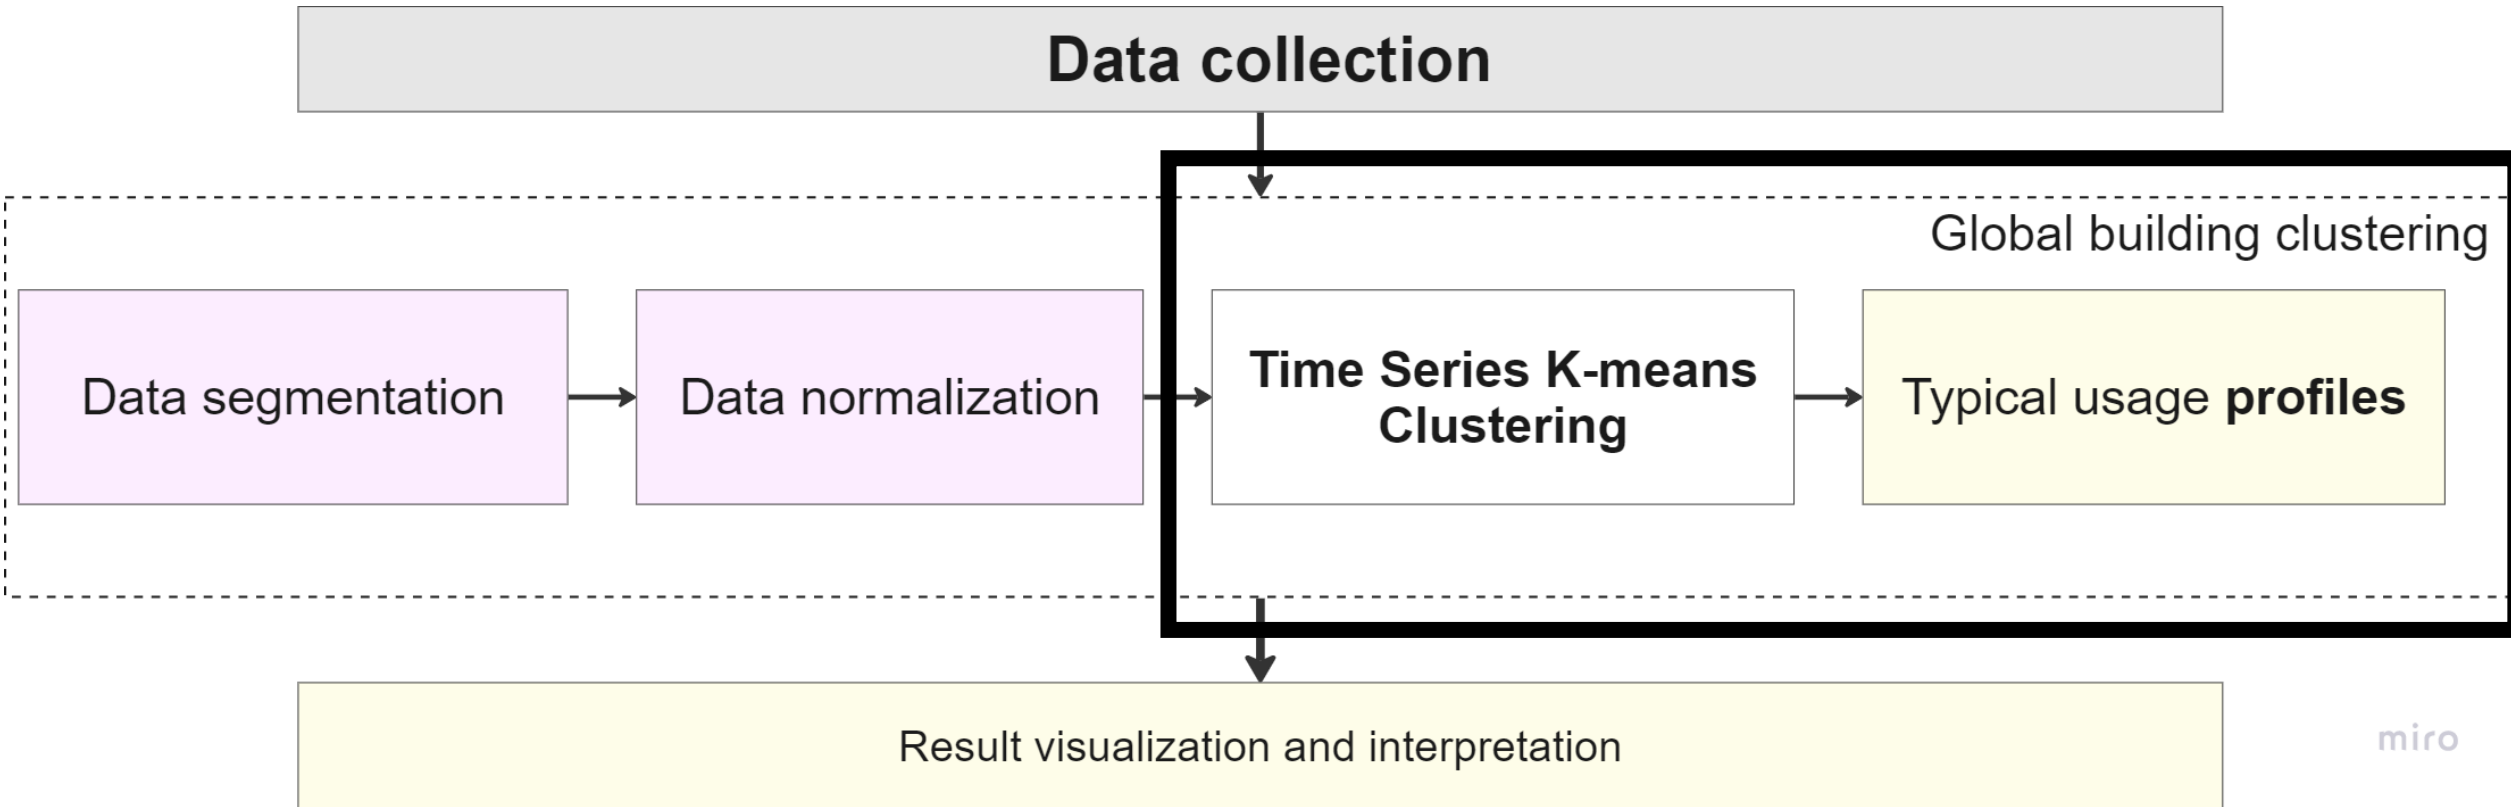 Data collection
Global building clustering
Data segmentation
Data normalization
Time Series K-means
Clustering
Typical usage profiles
Result visualization and interpretation
miro